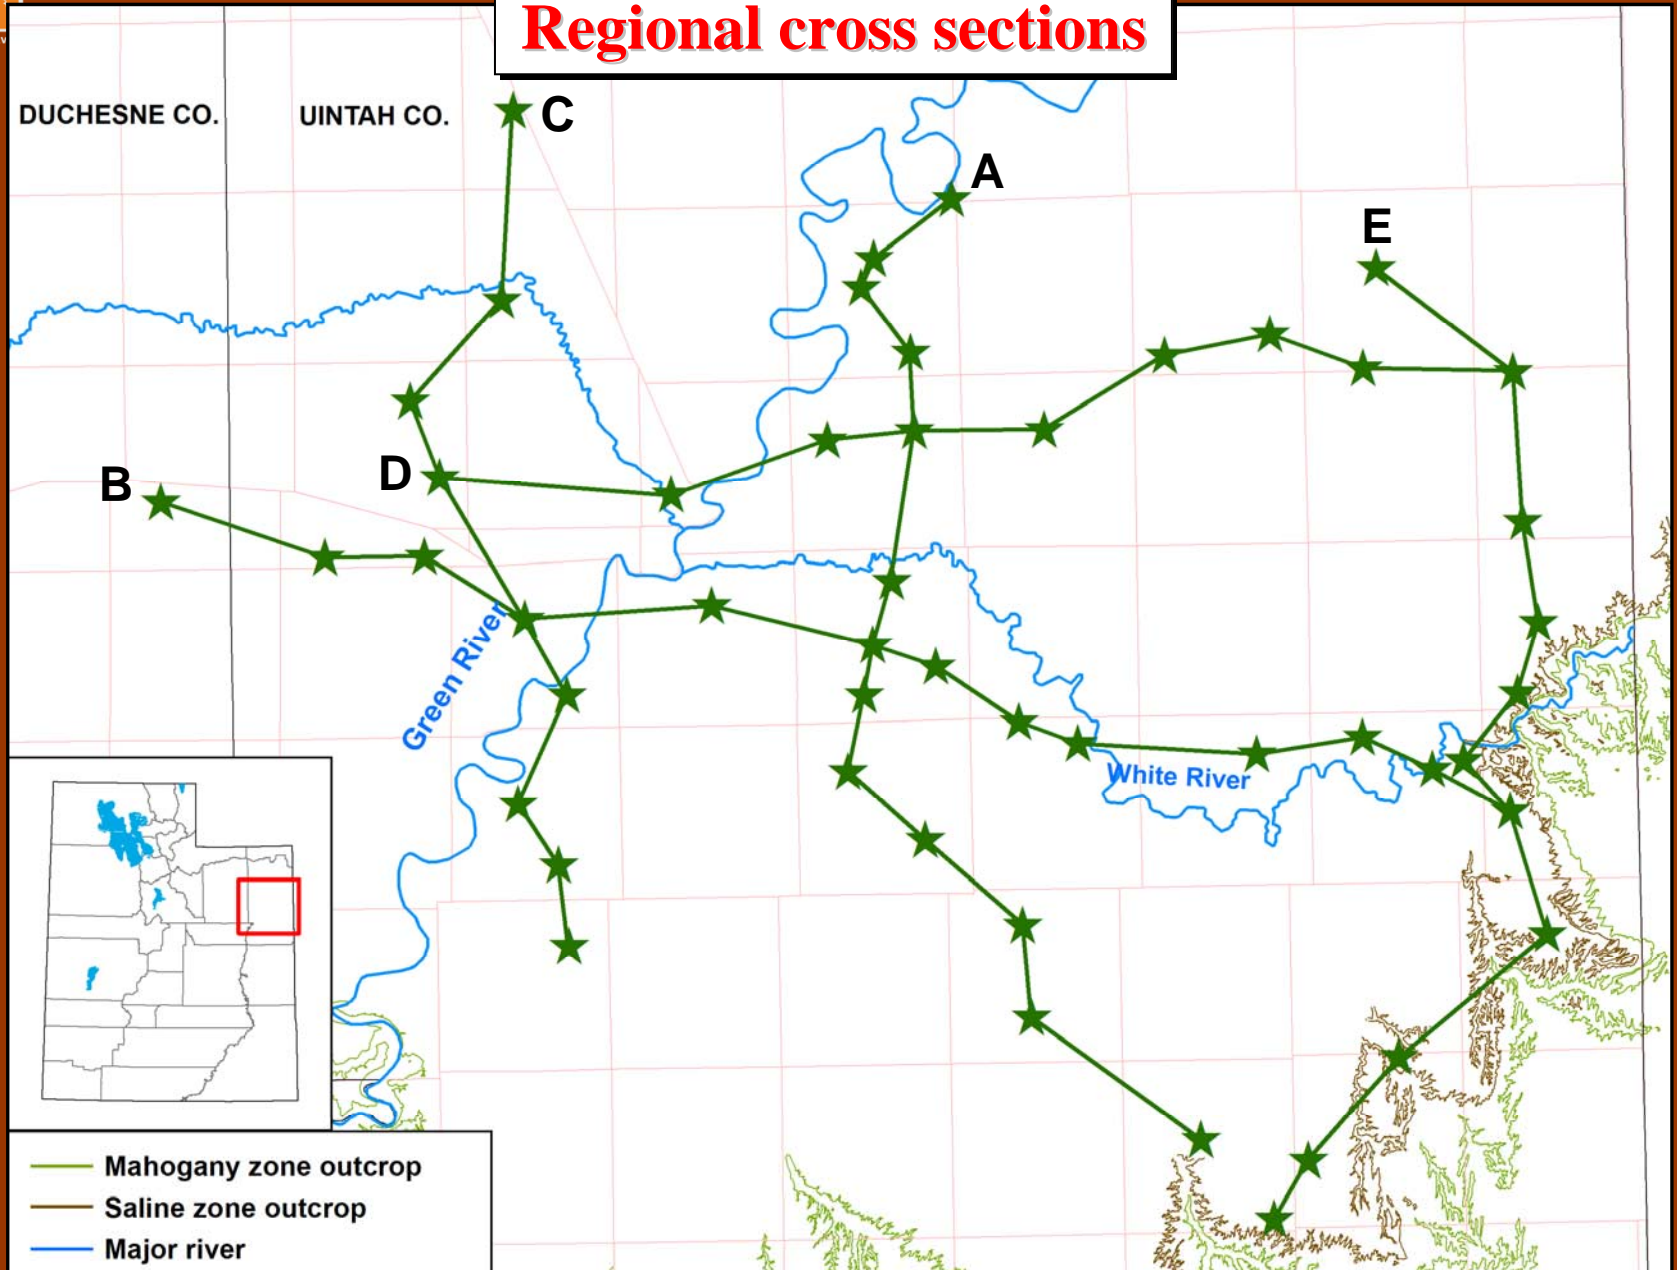 Regional cross sections
DUCHESNE CO.
UINTAH CO.
C
A
E
B
D
Green River
White River
Mahogany zone outcrop
Saline zone outcrop
Major river